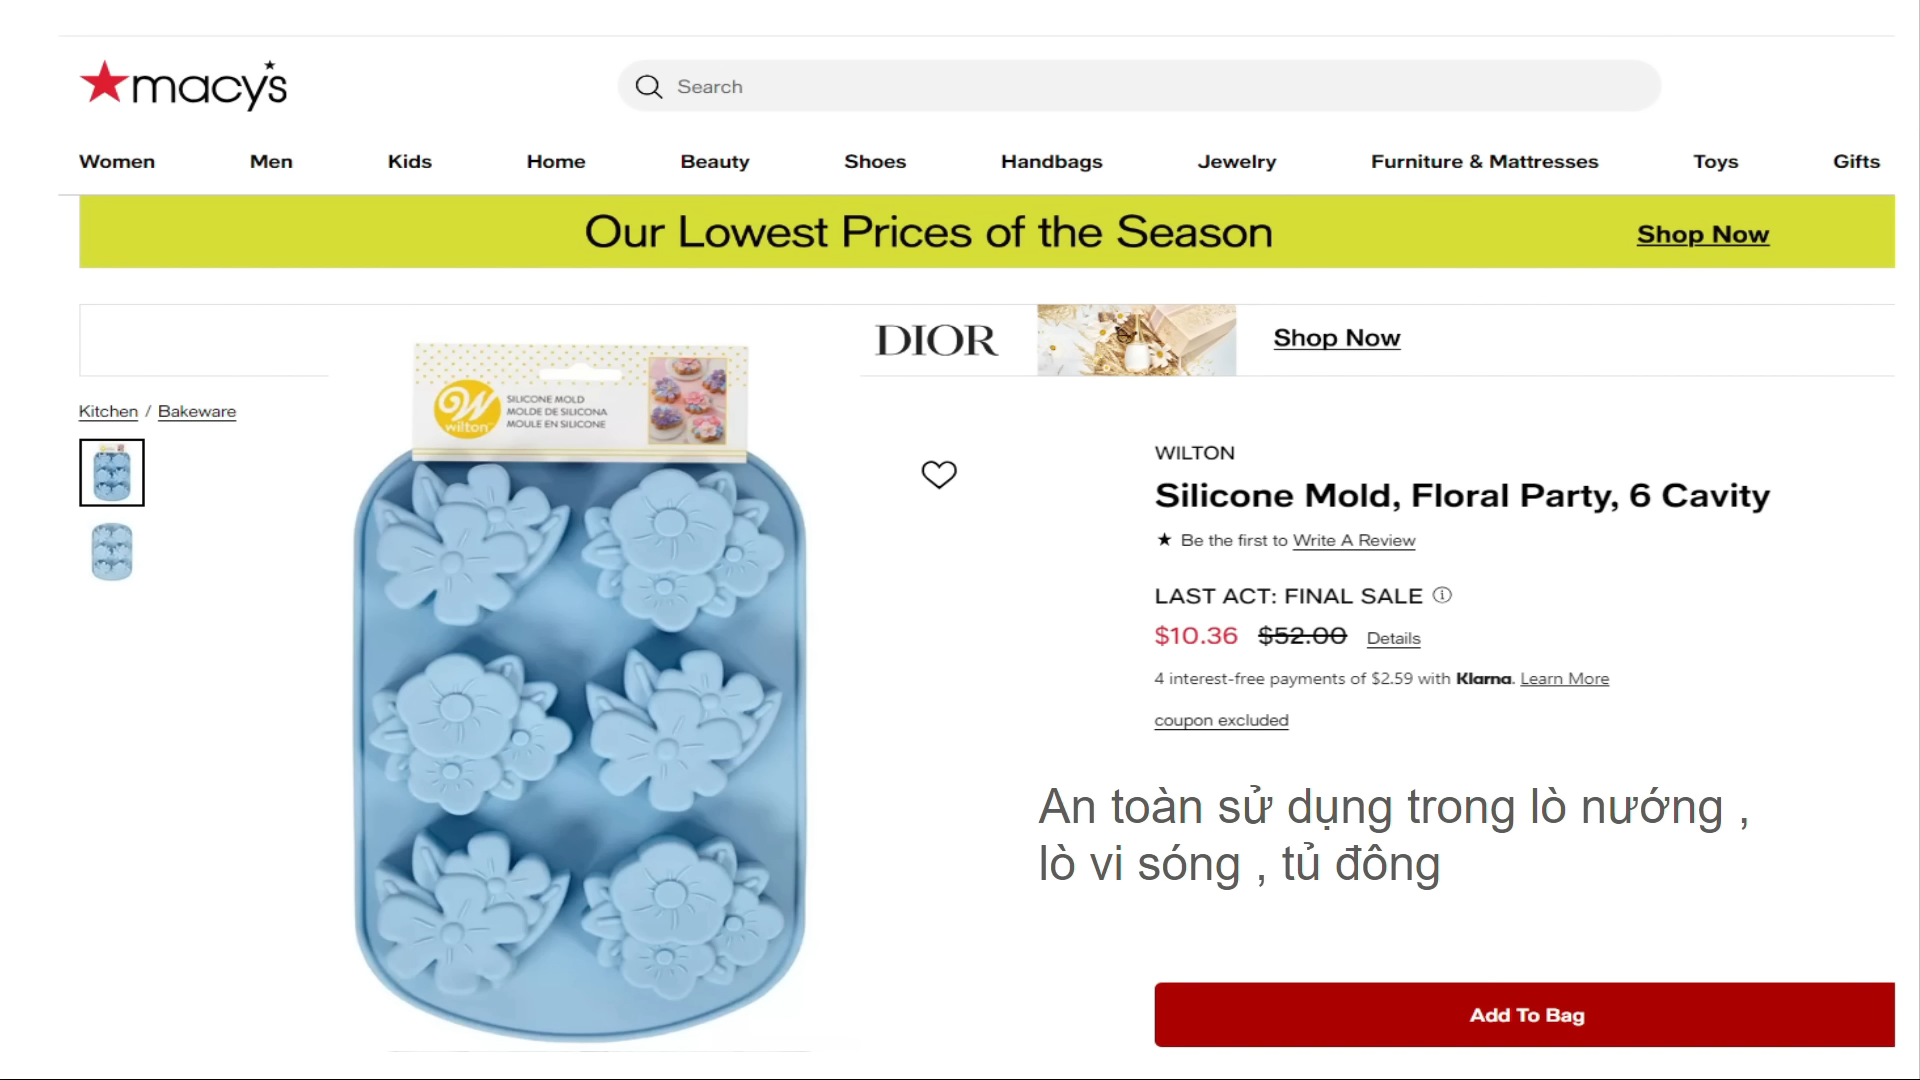 macy's
Search
Women Men Kids Home Beauty Shoes Handbags Jewelry Furniture & Mattresses Toys Gifts
Our Lowest Prices of the Season Shop Now
DIOR Shop Now
Kitchen / Bakeware
W wilton
SILICONE MOLD
MOLDE DE SILICONA
MOULE EN SILICONE
WILTON
Silicone Mold, Floral Party, 6 Cavity
★ Be the first to Write A Review
LAST ACT: FINAL SALE ⓘ
$10.36 $52.00 Details
4 interest-free payments of $2.59 with Klarna. Learn More
coupon excluded
An toàn sử dụng trong lò nướng ,
lò vi sóng , tủ đông
Add To Bag